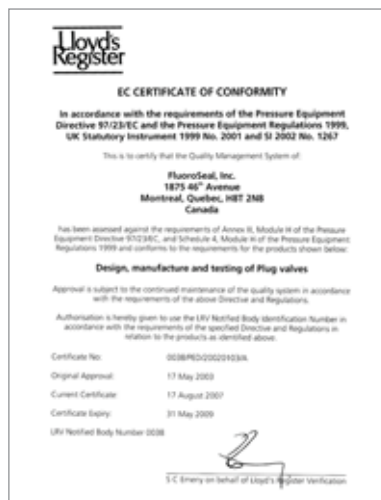 Lloyd's
Register
EC CERTIFICATE OF CONFORMITY
In accordance with the requirements of the Pressure Equipment
Directive 97/23/EC and the Pressure Equipment Regulations 1999,
UK Statutory Instrument 1999 No. 2001 and SI 2002 No. 1267
This is to certify that the Quality Management System of:
FluoroSeal, Inc.
1875 46th Avenue
Montreal, Quebec, H8T 2N8
Canada
has been assessed against the requirements of Annex III, Module H of the Pressure
Equipment Directive 97/23/EC, and Schedule 4, Module H of the Pressure Equipment
Regulations 1999 and conforms to the requirements for the products shown below:
Design, manufacture and testing of Plug valves
Approval is subject to the continued maintenance of the quality system in accordance
with the requirements of the above Directive and Regulations.
Authorisation is hereby given to use the LRV Notified Body Identification Number in
accordance with the requirements of the specified Directive and Regulations in
relation to the products as identified above.
Certificate No: 0038/PED/20020103/A
Original Approval: 17 May 2003
Current Certificate: 17 August 2007
Certificate Expiry: 31 May 2009
LRV Notified Body Number 0038
S C Emery on behalf of Lloyd's Register Verification